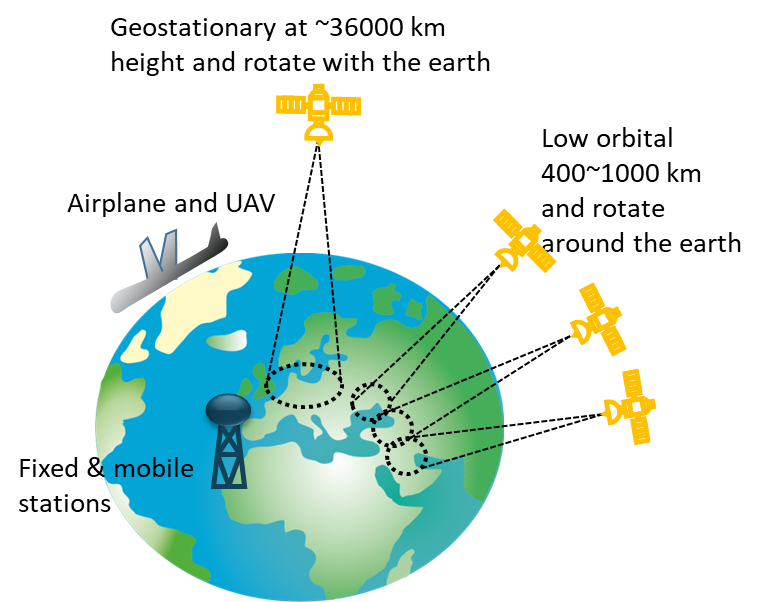 Geostationary at ~36000 km
height and rotate with the earth
Low orbital
400~1000 km
and rotate
around the earth
Airplane and UAV
Fixed & mobile
stations